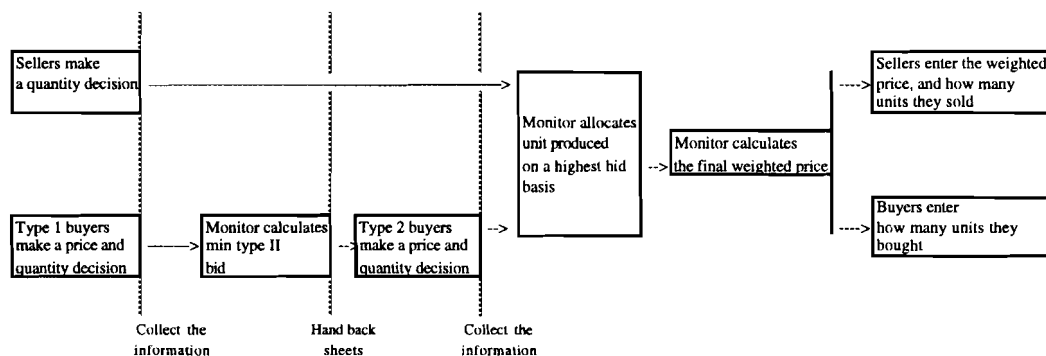 Sellers make
a quantity decision
Sellers enter the weighted
price, and how many
units they sold
Monitor allocates
unit produced
on a highest hid
basis
Monitor calculates
the final weighted price
Type 1 buyers
make a price and
quantity decision
Monitor calculates
min type II
bid
Type 2 buyers
make a price and
quantity decision
Buyers enter
how many units they
bought
Collect the
information
Hand back
sheets
Collect the
information